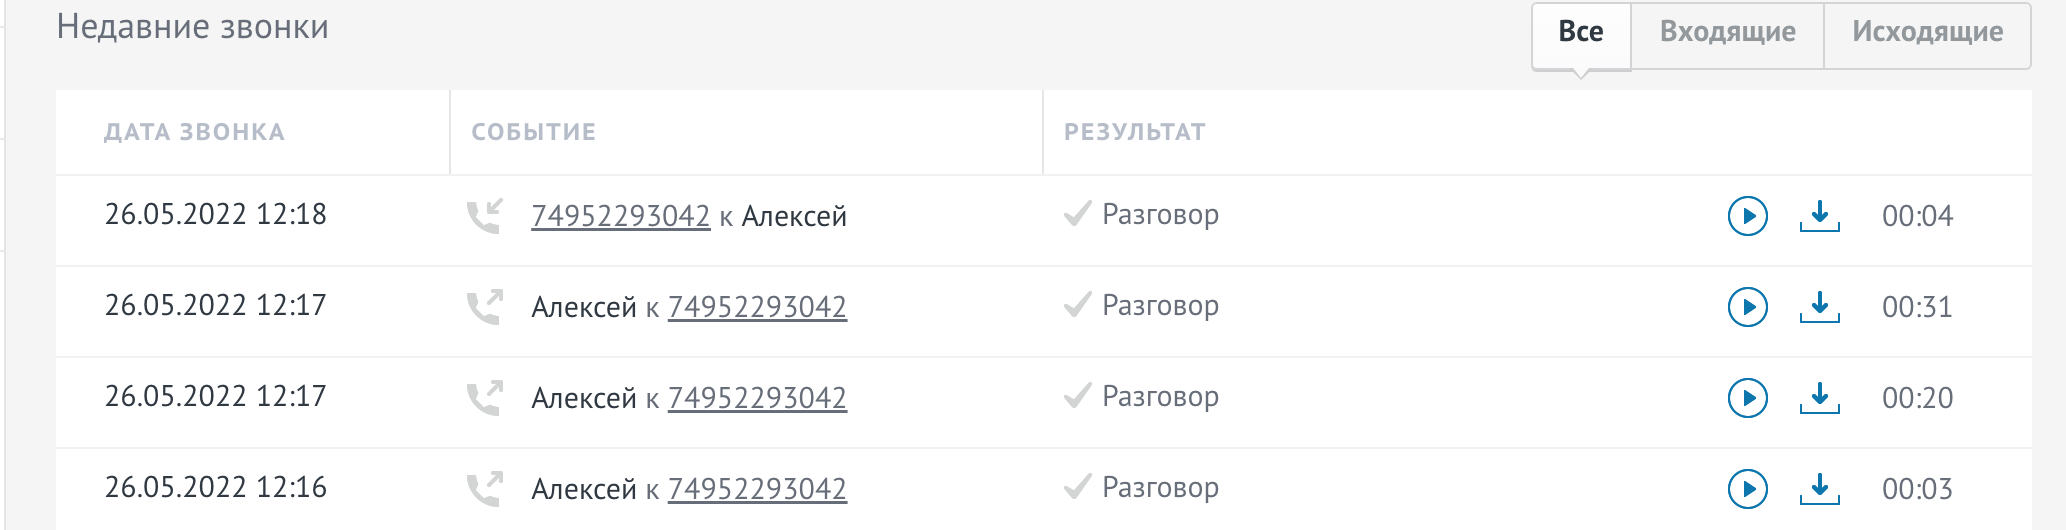 Недавние звонки
Все Входящие Исходящие
ДАТА ЗВОНКА СОБЫТИЕ РЕЗУЛЬТАТ
26.05.2022 12:18 74952293042 к Алексей Разговор 00:04
26.05.2022 12:17 Алексей к 74952293042 Разговор 00:31
26.05.2022 12:17 Алексей к 74952293042 Разговор 00:20
26.05.2022 12:16 Алексей к 74952293042 Разговор 00:03